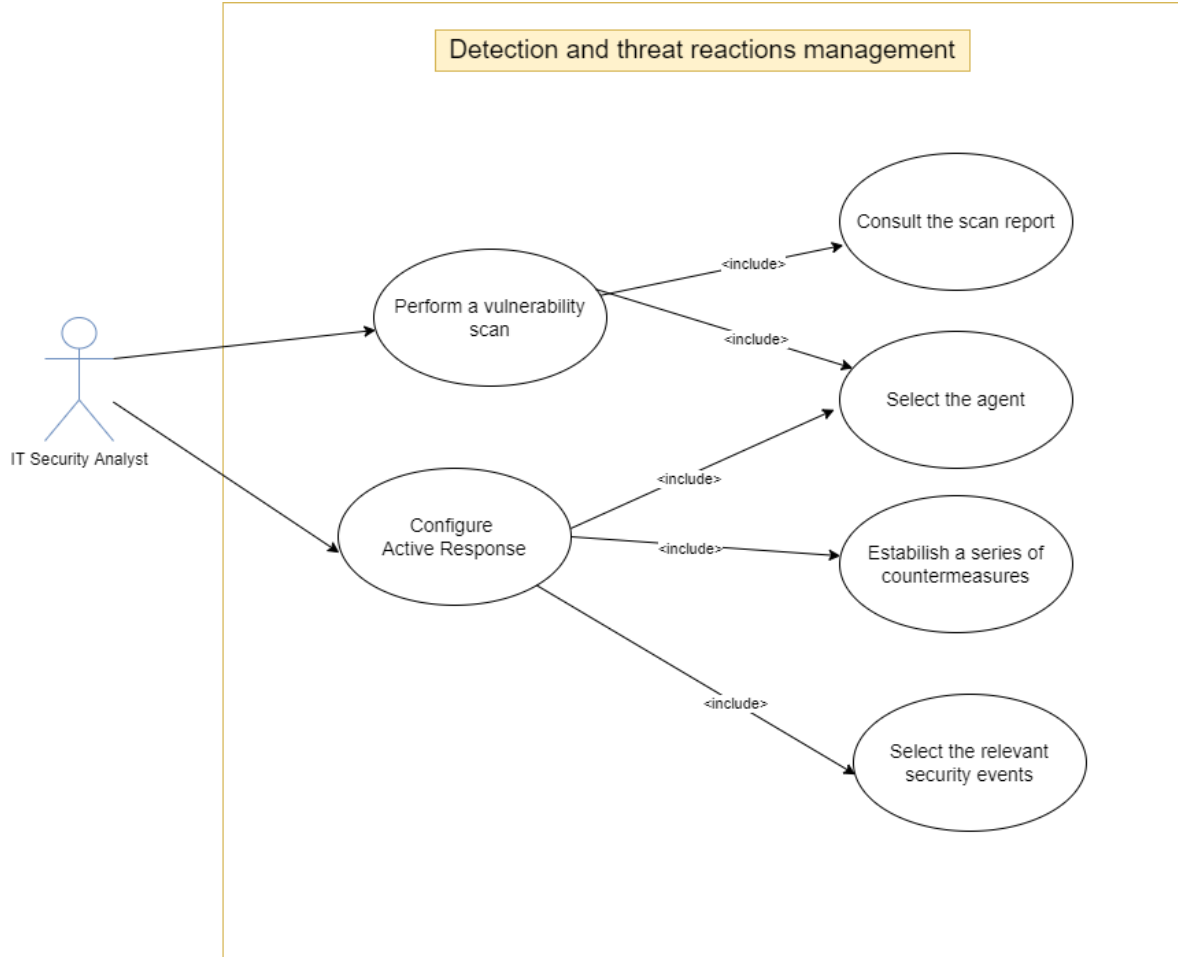 Detection and threat reactions management
Consult the scan report
<include>
Perform a vulnerability
scan
<include>
Select the agent
IT Security Analyst
<include>
Configure
Active Response
<include>
Estabilish a series of
countermeasures
<include>
Select the relevant
security events